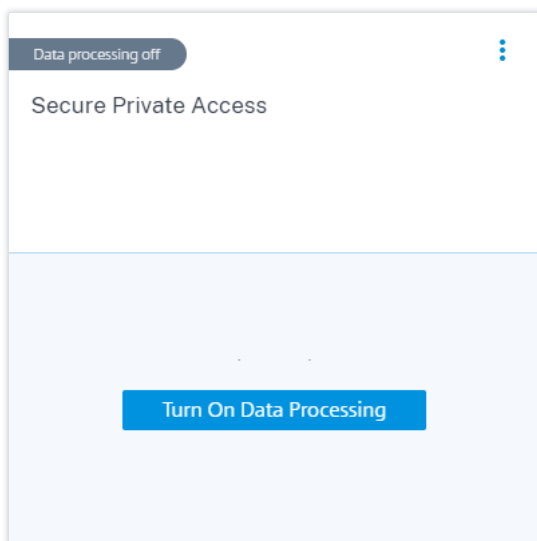 Data processing off
Secure Private Access
Turn On Data Processing